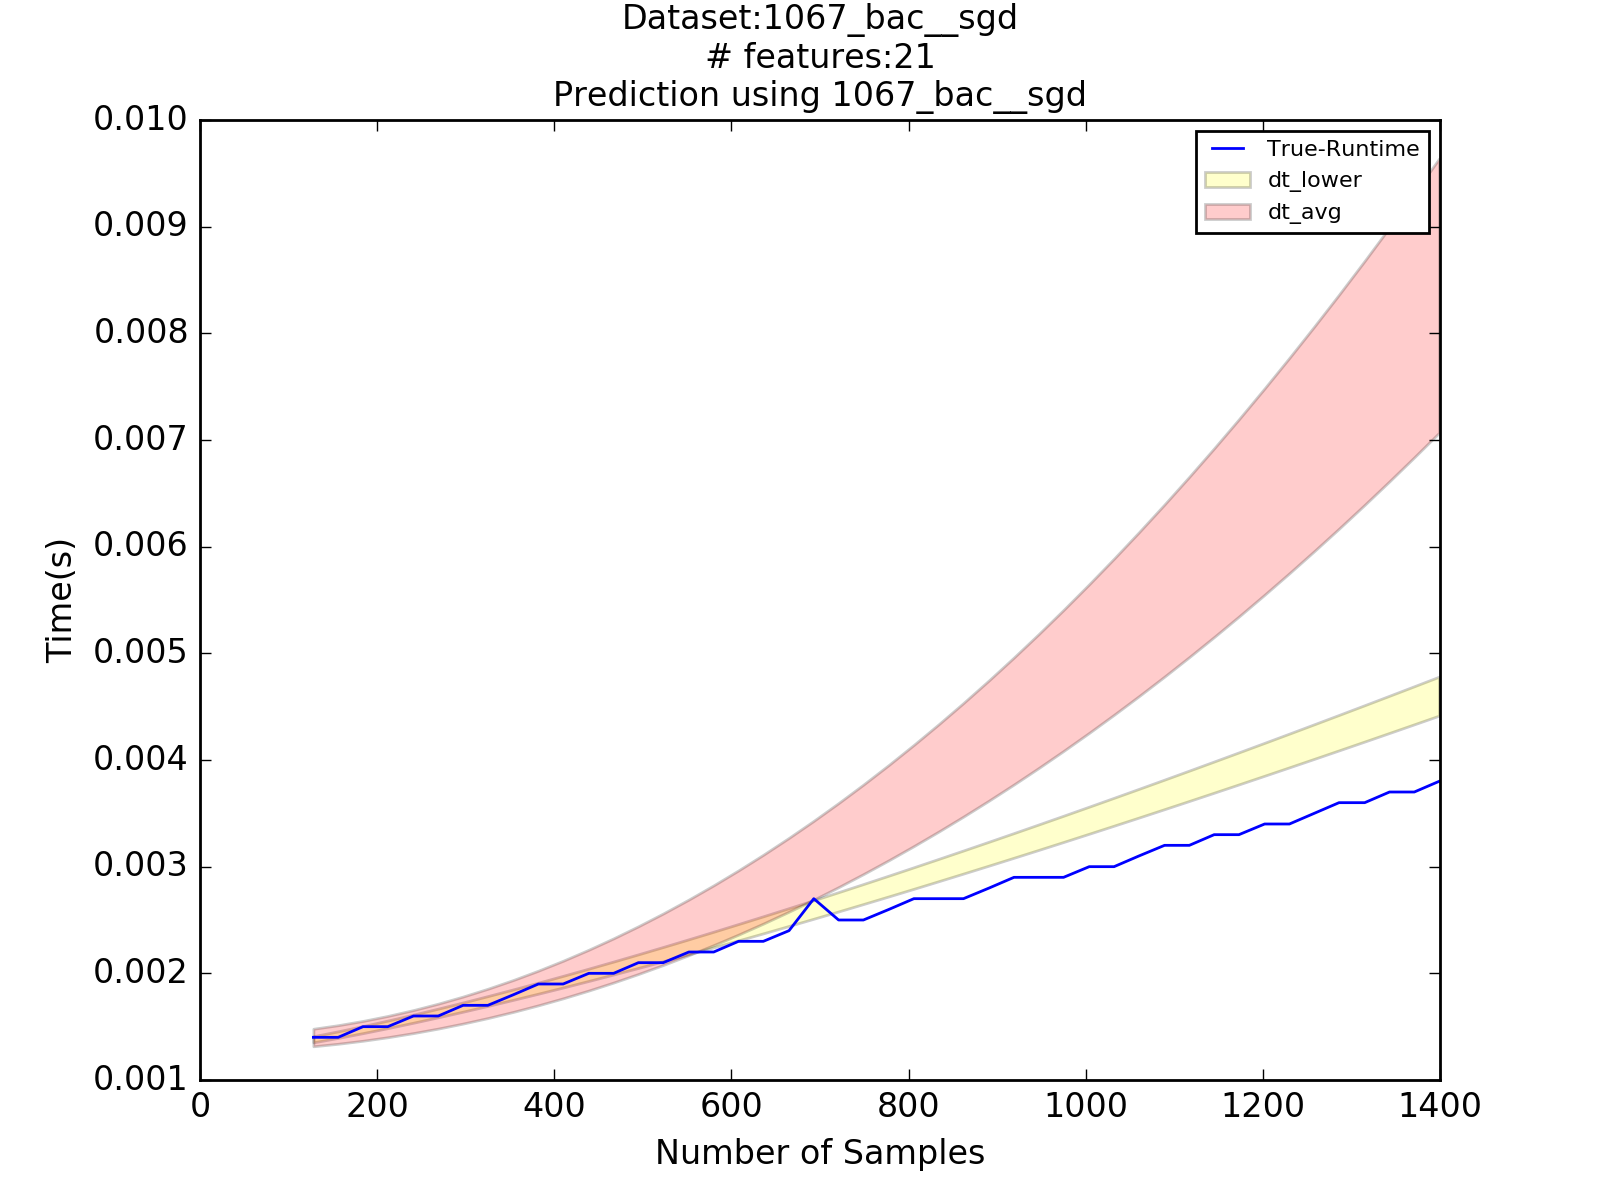 Dataset:1067_bac__sgd
# features:21
Prediction using 1067_bac__sgd
0.010
0.009
0.008
0.007
0.006
0.005
0.004
0.003
0.002
0.001
Time(s)
True-Runtime
dt_lower
dt_avg
0 200 400 600 800 1000 1200 1400
Number of Samples